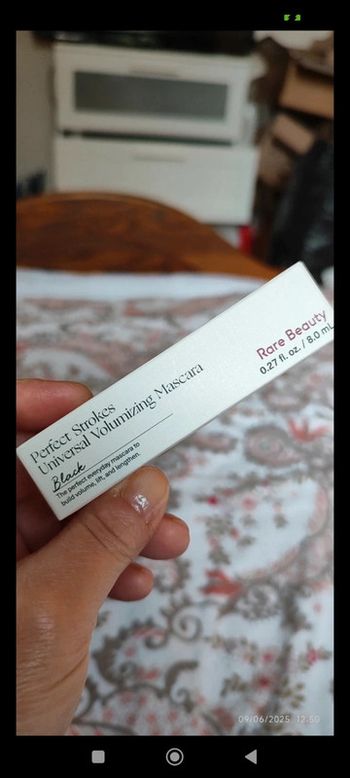 Rare Beauty
0.27 fl. oz. / 8.0 mL
Perfect Strokes
Universal Volumizing Mascara
Black
The perfect everyday mascara to
build volume, lift, and lengthen.
09/06/2025 12:50